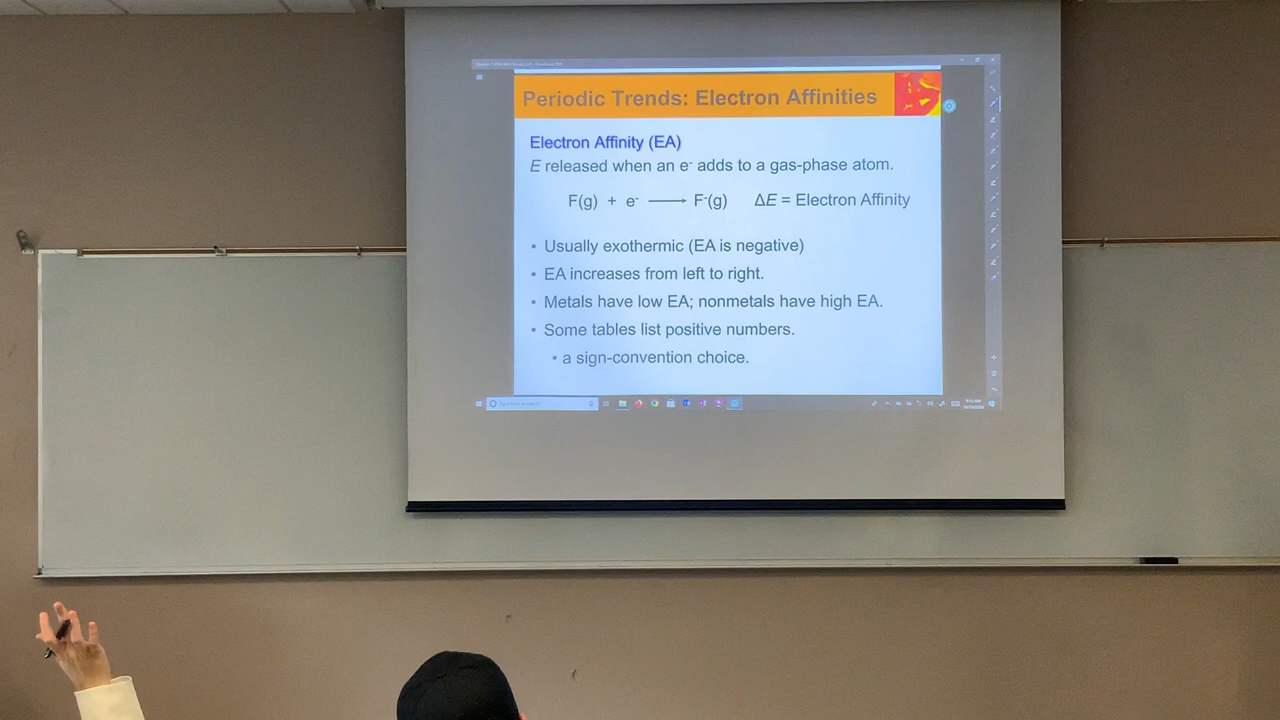 Periodic Trends: Electron Affinities
Electron Affinity (EA)
E released when an e⁻ adds to a gas-phase atom.
F(g) + e⁻ ⟶ F⁻(g) ΔE = Electron Affinity
• Usually exothermic (EA is negative)
• EA increases from left to right.
• Metals have low EA; nonmetals have high EA.
• Some tables list positive numbers.
• a sign-convention choice.